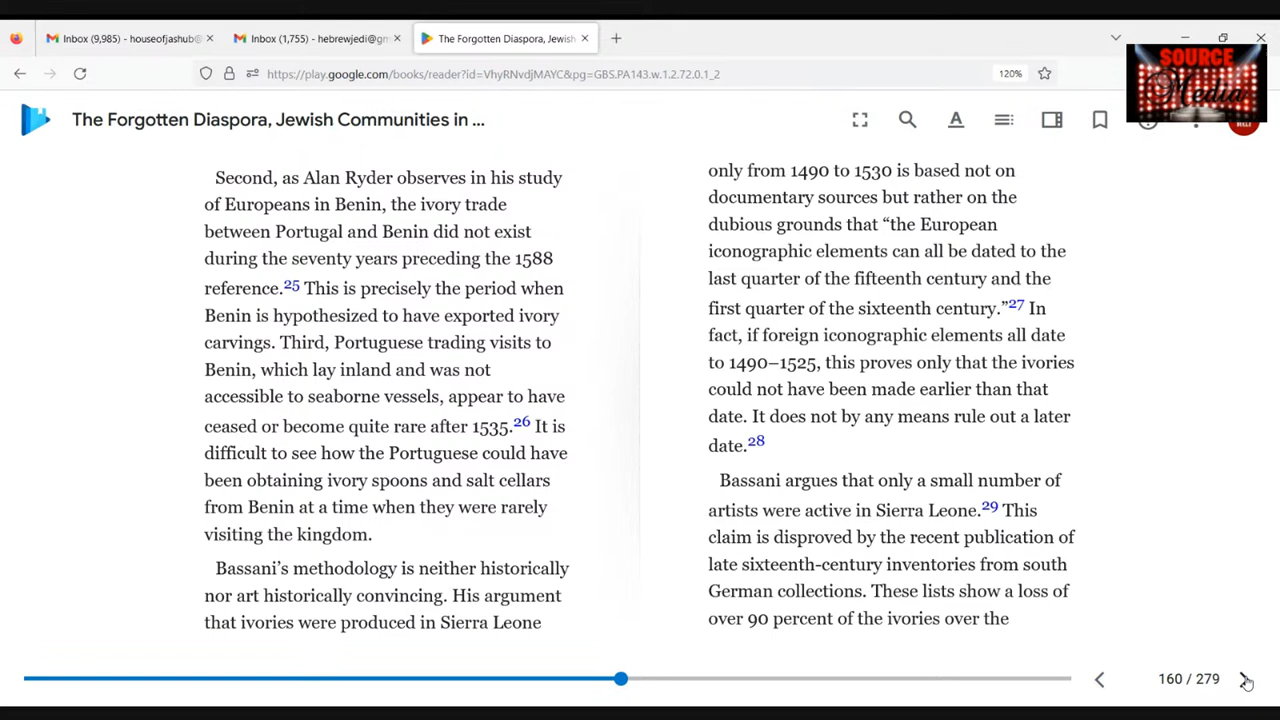 Inbox (9,985) - houseofjashub@
Inbox (1,755) - hebrewjedi@gm
The Forgotten Diaspora, Jewish
https://play.google.com/books/reader?id=VhyRNvdjMAYC&pg=GBS.PA143.w.1.2.72.0.1_2
120%
SOURCE
Media
The Forgotten Diaspora, Jewish Communities in ...
Second, as Alan Ryder observes in his study
of Europeans in Benin, the ivory trade
between Portugal and Benin did not exist
during the seventy years preceding the 1588
reference.25 This is precisely the period when
Benin is hypothesized to have exported ivory
carvings. Third, Portuguese trading visits to
Benin, which lay inland and was not
accessible to seaborne vessels, appear to have
ceased or become quite rare after 1535.26 It is
difficult to see how the Portuguese could have
been obtaining ivory spoons and salt cellars
from Benin at a time when they were rarely
visiting the kingdom.
Bassani's methodology is neither historically
nor art historically convincing. His argument
that ivories were produced in Sierra Leone
only from 1490 to 1530 is based not on
documentary sources but rather on the
dubious grounds that “the European
iconographic elements can all be dated to the
last quarter of the fifteenth century and the
first quarter of the sixteenth century.”27 In
fact, if foreign iconographic elements all date
to 1490–1525, this proves only that the ivories
could not have been made earlier than that
date. It does not by any means rule out a later
date.28
Bassani argues that only a small number of
artists were active in Sierra Leone.29 This
claim is disproved by the recent publication of
late sixteenth-century inventories from south
German collections. These lists show a loss of
over 90 percent of the ivories over the
160 / 279